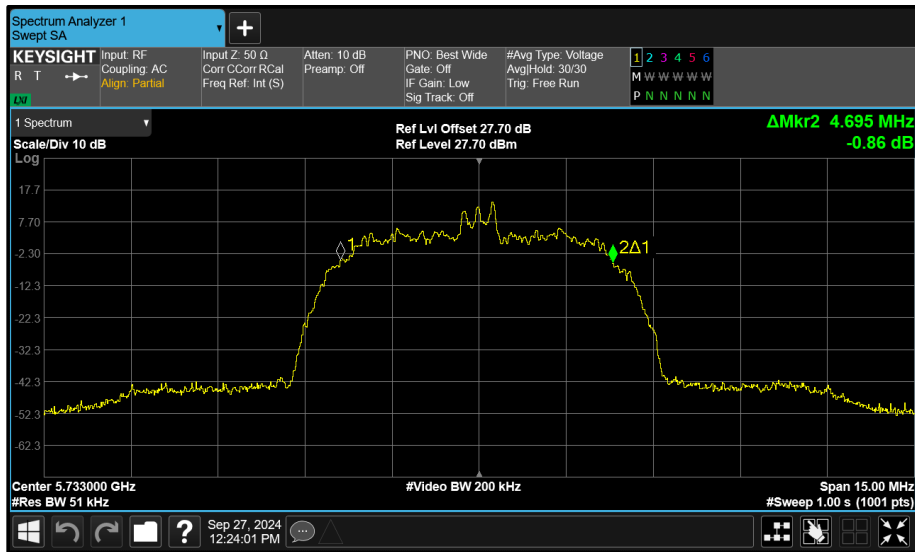 Spectrum Analyzer 1
Swept SA
+
KEYSIGHT
R T
LXI
Input: RF
Coupling: AC
Align: Partial
Input Z: 50 Ω
Corr CCorr RCal
Freq Ref: Int (S)
Atten: 10 dB
Preamp: Off
PNO: Best Wide
Gate: Off
IF Gain: Low
Sig Track: Off
#Avg Type: Voltage
Avg|Hold: 30/30
Trig: Free Run
1 2 3 4 5 6
M W W W W W
P N N N N N
1 Spectrum
Scale/Div 10 dB
Log
Ref Lvl Offset 27.70 dB
Ref Level 27.70 dBm
ΔMkr2 4.695 MHz
-0.86 dB
17.7
7.70
-2.30
-12.3
-22.3
-32.3
-42.3
-52.3
-62.3
1
2Δ1
Center 5.733000 GHz
#Res BW 51 kHz
#Video BW 200 kHz
Span 15.00 MHz
#Sweep 1.00 s (1001 pts)
?
Sep 27, 2024
12:24:01 PM